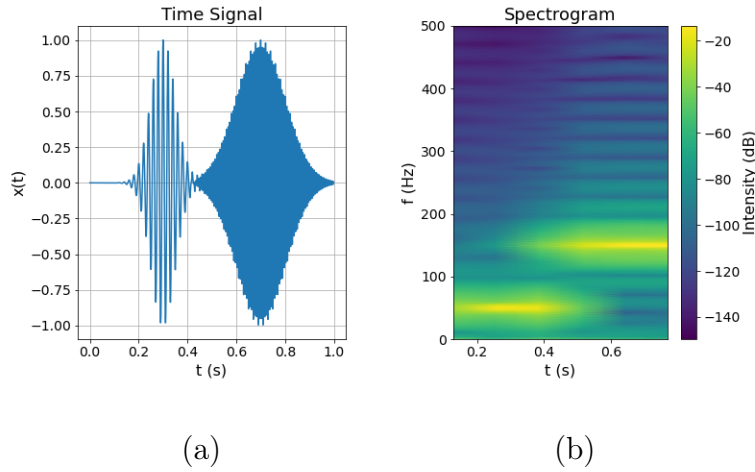 Time Signal
1.00
0.75
0.50
0.25
0.00
−0.25
−0.50
−0.75
−1.00
x(t)
0.0 0.2 0.4 0.6 0.8 1.0
t (s)
(a)
Spectrogram
500
400
300
200
100
0
f (Hz)
0.2 0.4 0.6
t (s)
−20
−40
−60
−80
−100
−120
−140
Intensity (dB)
(b)